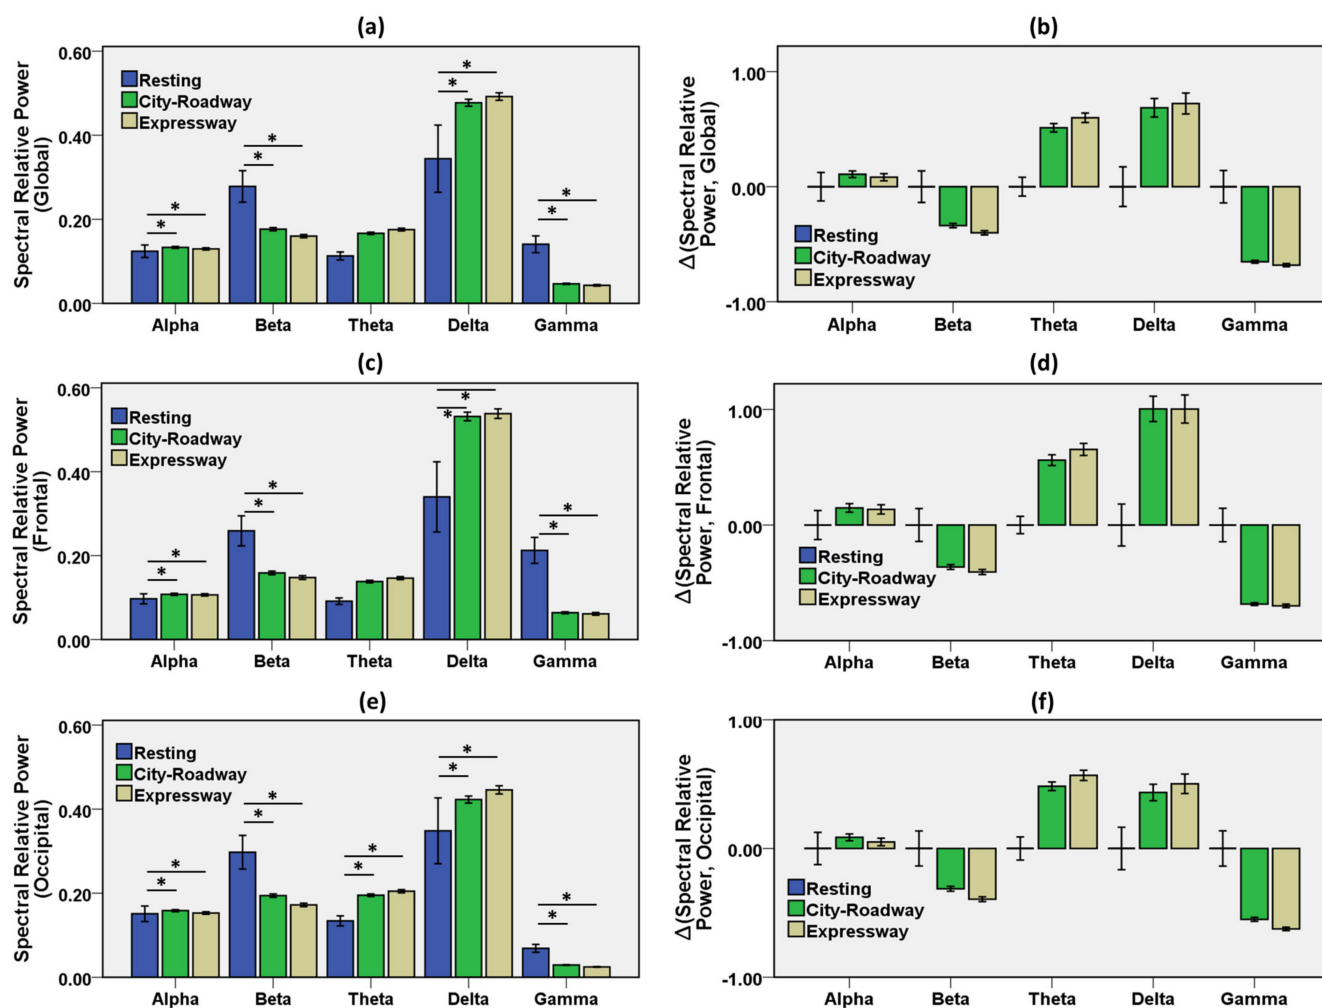 (a)
Spectral Relative Power
(Global)
0.60
0.40
0.20
0.00
Resting
City-Roadway
Expressway
* * * * * * * *
Alpha Beta Theta Delta Gamma
(b)
Δ(Spectral Relative
Power, Global)
1.00
0.00
-1.00
Resting
City-Roadway
Expressway
Alpha Beta Theta Delta Gamma
(c)
Spectral Relative Power
(Frontal)
0.60
0.40
0.20
0.00
Resting
City-Roadway
Expressway
* * * * * * * *
Alpha Beta Theta Delta Gamma
(d)
Δ(Spectral Relative
Power, Frontal)
1.00
0.00
-1.00
Resting
City-Roadway
Expressway
Alpha Beta Theta Delta Gamma
(e)
Spectral Relative Power
(Occipital)
0.60
0.40
0.20
0.00
Resting
City-Roadway
Expressway
* * * * * * * * * *
Alpha Beta Theta Delta Gamma
(f)
Δ(Spectral Relative
Power, Occipital)
1.00
0.00
-1.00
Resting
City-Roadway
Expressway
Alpha Beta Theta Delta Gamma